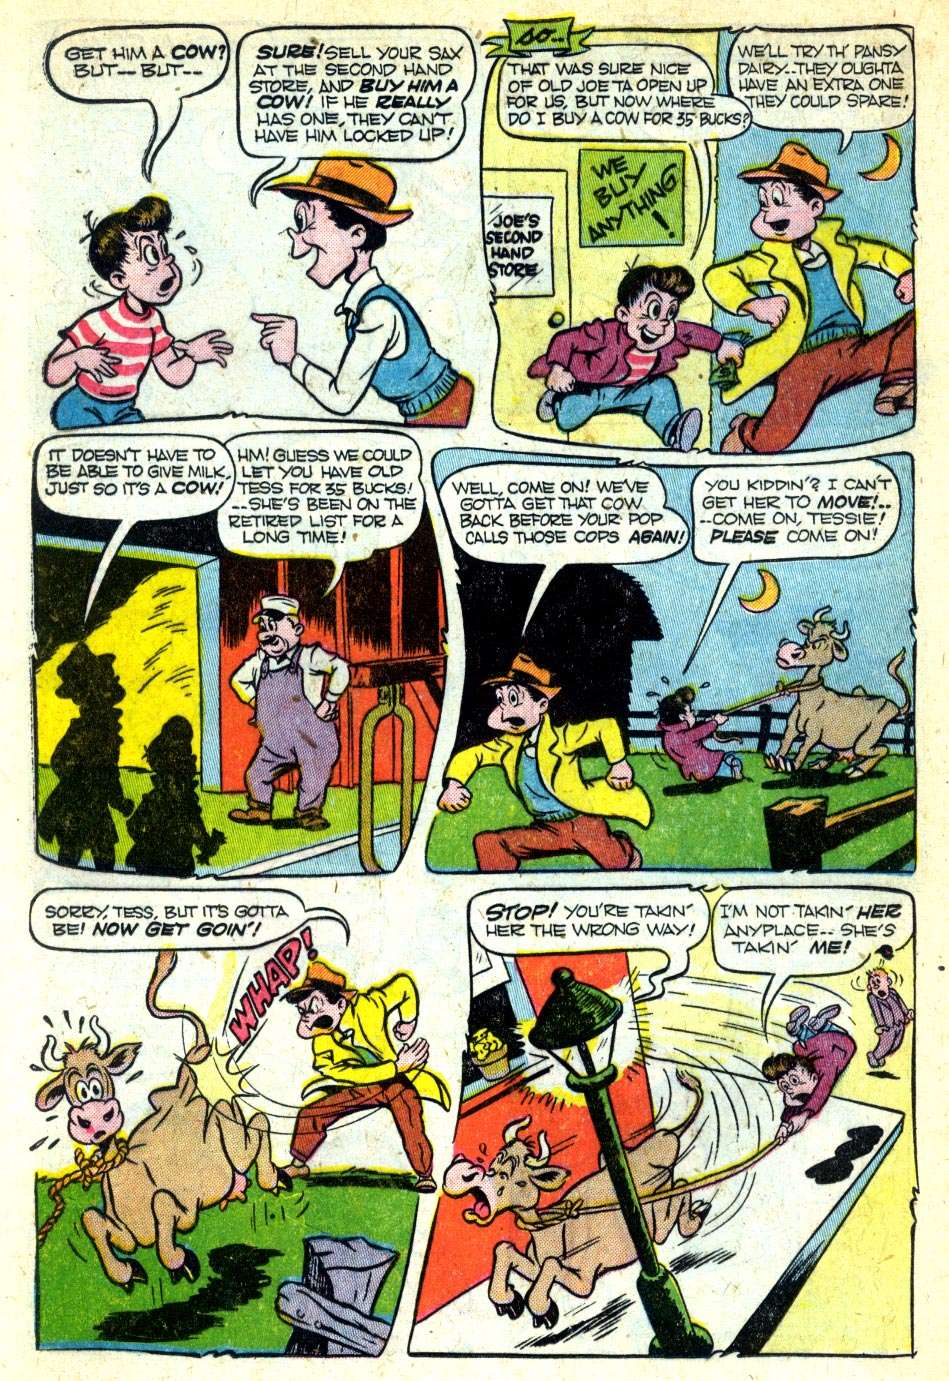 GET HIM A COW?
BUT-- BUT--
SURE! SELL YOUR SAX
AT THE SECOND HAND
STORE, AND BUY HIM A
COW! IF HE REALLY
HAS ONE, THEY CAN'T
HAVE HIM LOCKED UP!
SO--
THAT WAS SURE NICE
OF OLD JOE TA OPEN UP
FOR US, BUT NOW WHERE
DO I BUY A COW FOR 35 BUCKS?
WE'LL TRY TH' PANSY
DAIRY--THEY OUGHTA
HAVE AN EXTRA ONE
THEY COULD SPARE!
WE
BUY
ANYTHING
!
JOE'S
SECOND
HAND
STORE
IT DOESN'T HAVE TO
BE ABLE TO GIVE MILK,
JUST SO IT'S A COW!
HM! GUESS WE COULD
LET YOU HAVE OLD
TESS FOR 35 BUCKS!
--SHE'S BEEN ON THE
RETIRED LIST FOR A
LONG TIME!
WELL, COME ON! WE'VE
GOTTA GET THAT COW
BACK BEFORE YOUR POP
CALLS THOSE COPS AGAIN!
YOU KIDDIN'? I CAN'T
GET HER TO MOVE!--
--COME ON, TESSIE!
PLEASE COME ON!
SORRY, TESS, BUT IT'S GOTTA
BE! NOW GET GOIN'!
WHAP!
STOP! YOU'RE TAKIN'
HER THE WRONG WAY!
I'M NOT TAKIN' HER
ANYPLACE-- SHE'S
TAKIN' ME!